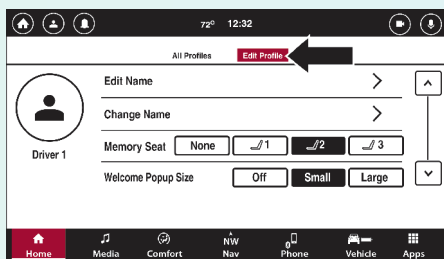 72° 12:32
All Profiles Edit Profile
Edit Name
Change Name
Driver 1
Memory Seat None 1 2 3
Welcome Popup Size Off Small Large
NW
Home Media Comfort Nav 0 Phone Vehicle Apps